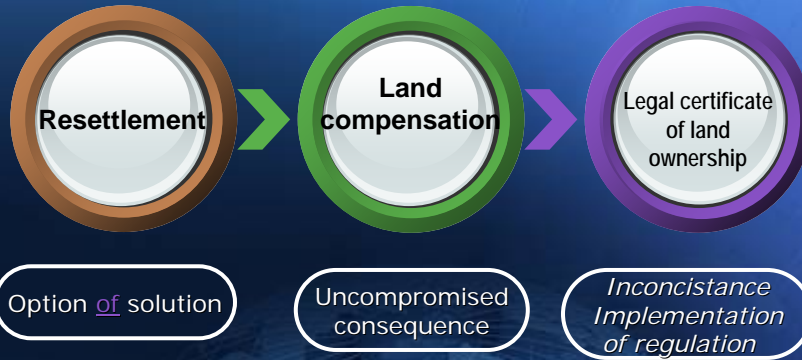 Resettlement
Land
compensation
Legal certificate
of land
ownership
Option of solution
Uncompromised
consequence
Inconcistance
Implementation
of regulation